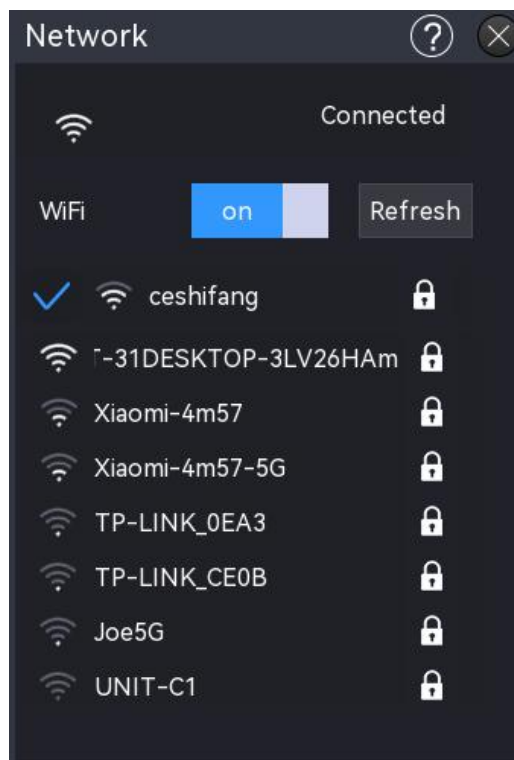 Network
Connected
WiFi on Refresh
ceshifang
T-31DESKTOP-3LV26HAm
Xiaomi-4m57
Xiaomi-4m57-5G
TP-LINK_0EA3
TP-LINK_CE0B
Joe5G
UNIT-C1